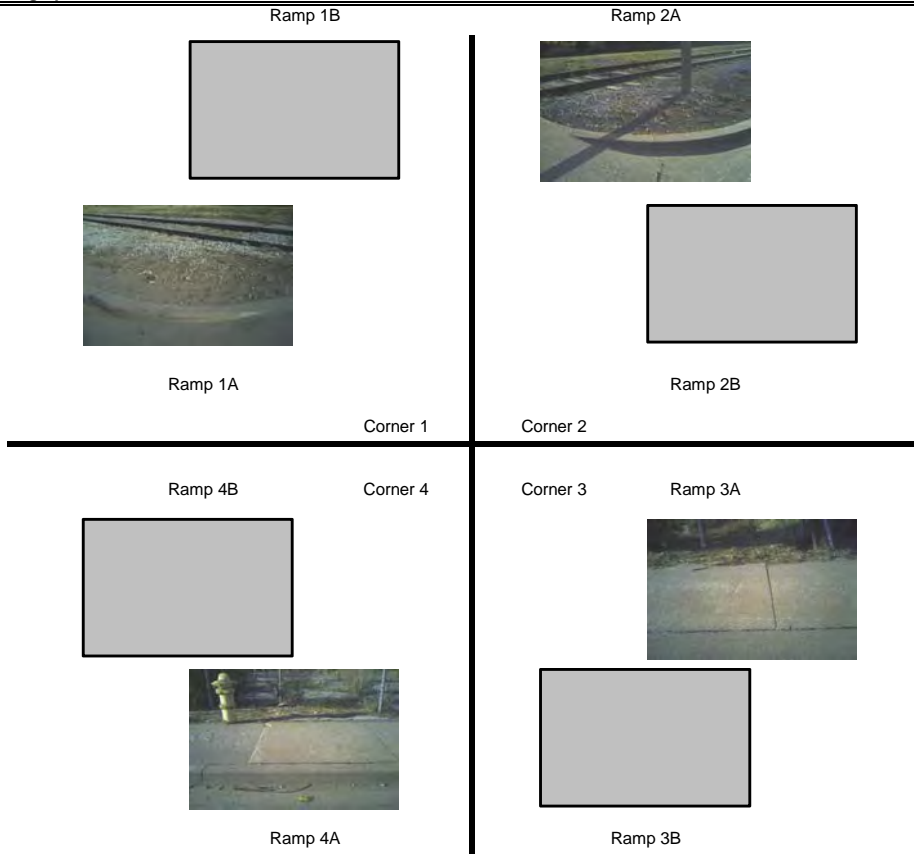 Ramp 1B
Ramp 2A
Ramp 1A
Ramp 2B
Corner 1
Corner 2
Ramp 4B
Corner 4
Corner 3
Ramp 3A
Ramp 4A
Ramp 3B